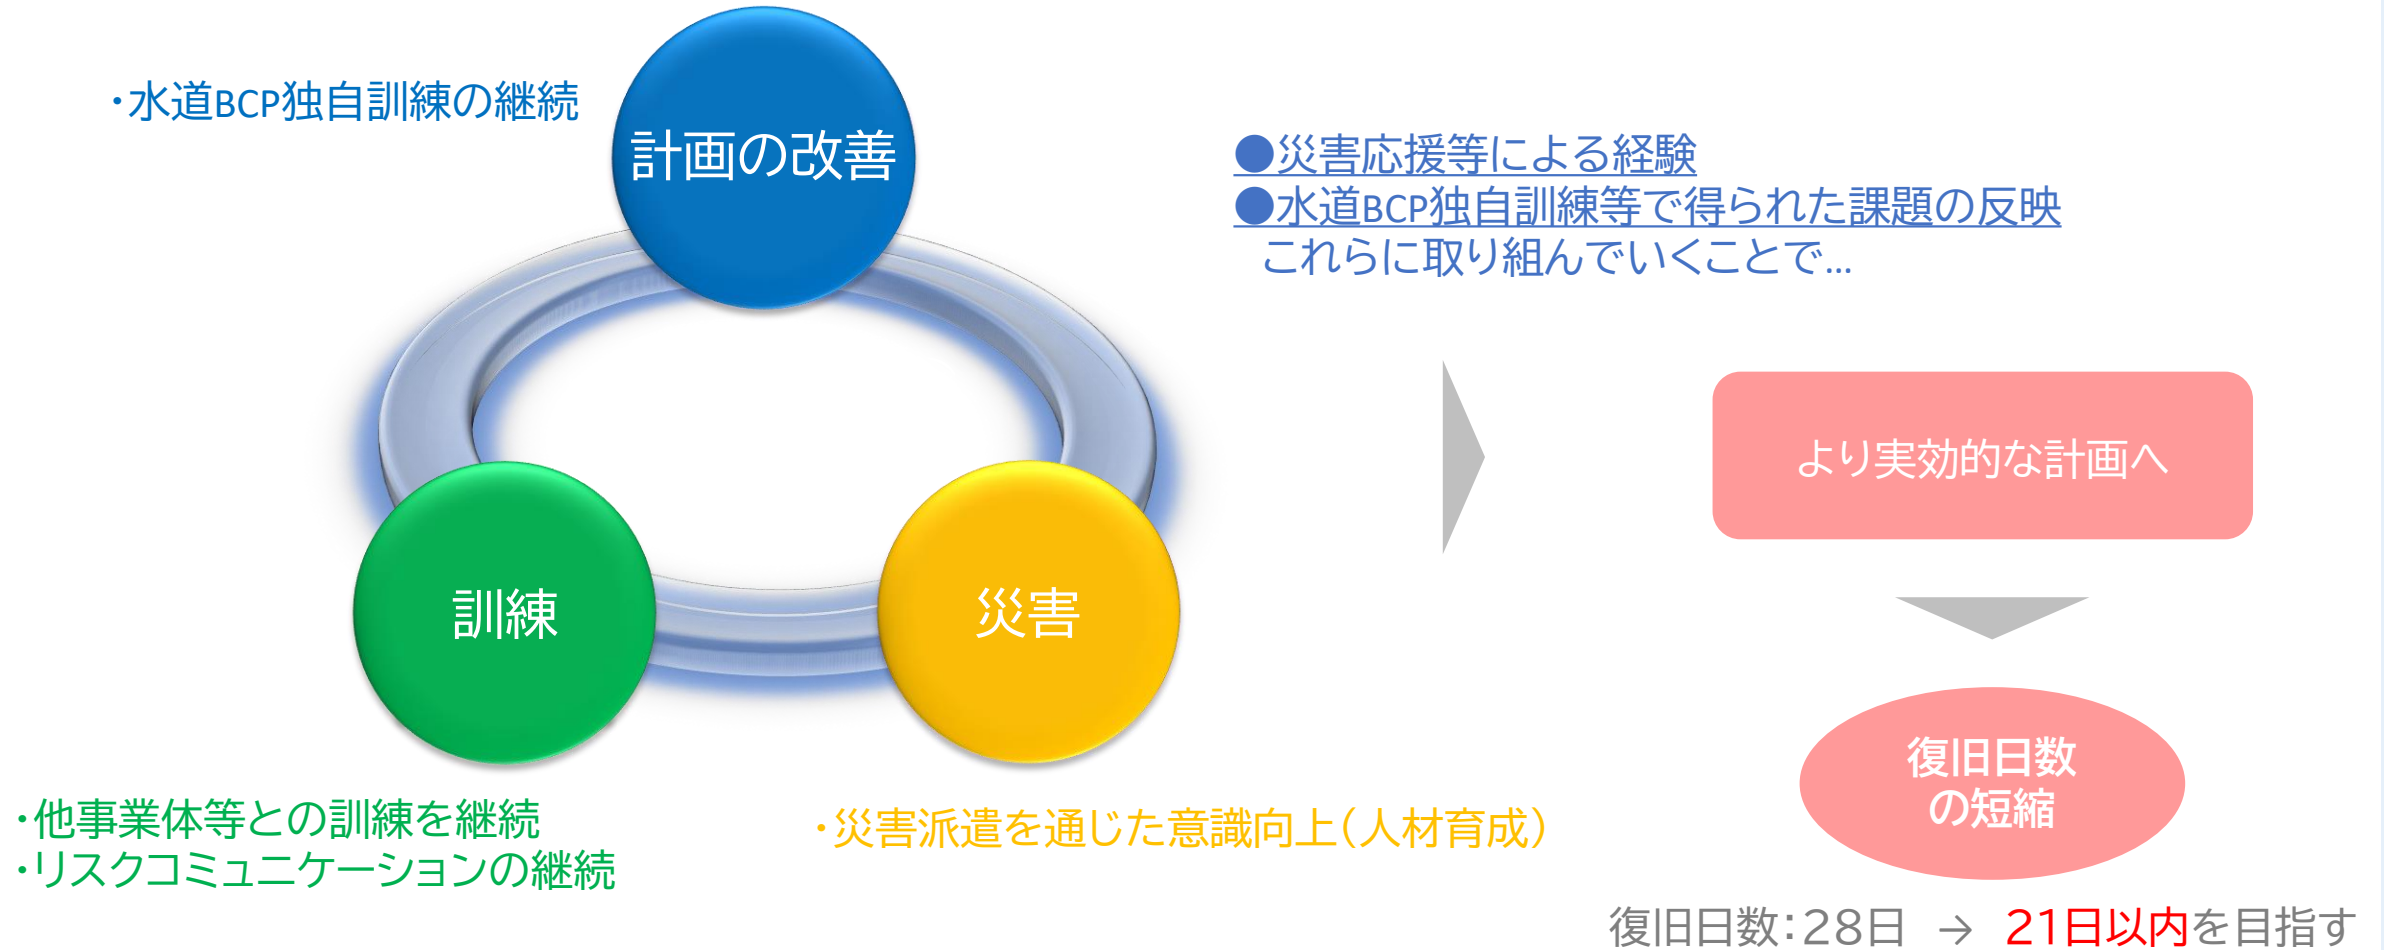 ・水道BCP独自訓練の継続
計画の改善
●災害応援等による経験
●水道BCP独自訓練等で得られた課題の反映
これらに取り組んでいくことで…
より実効的な計画へ
訓練
災害
復旧日数
の短縮
・他事業体等との訓練を継続
・リスクコミュニケーションの継続
・災害派遣を通じた意識向上(人材育成)
復旧日数：28日 → 21日以内を目指す